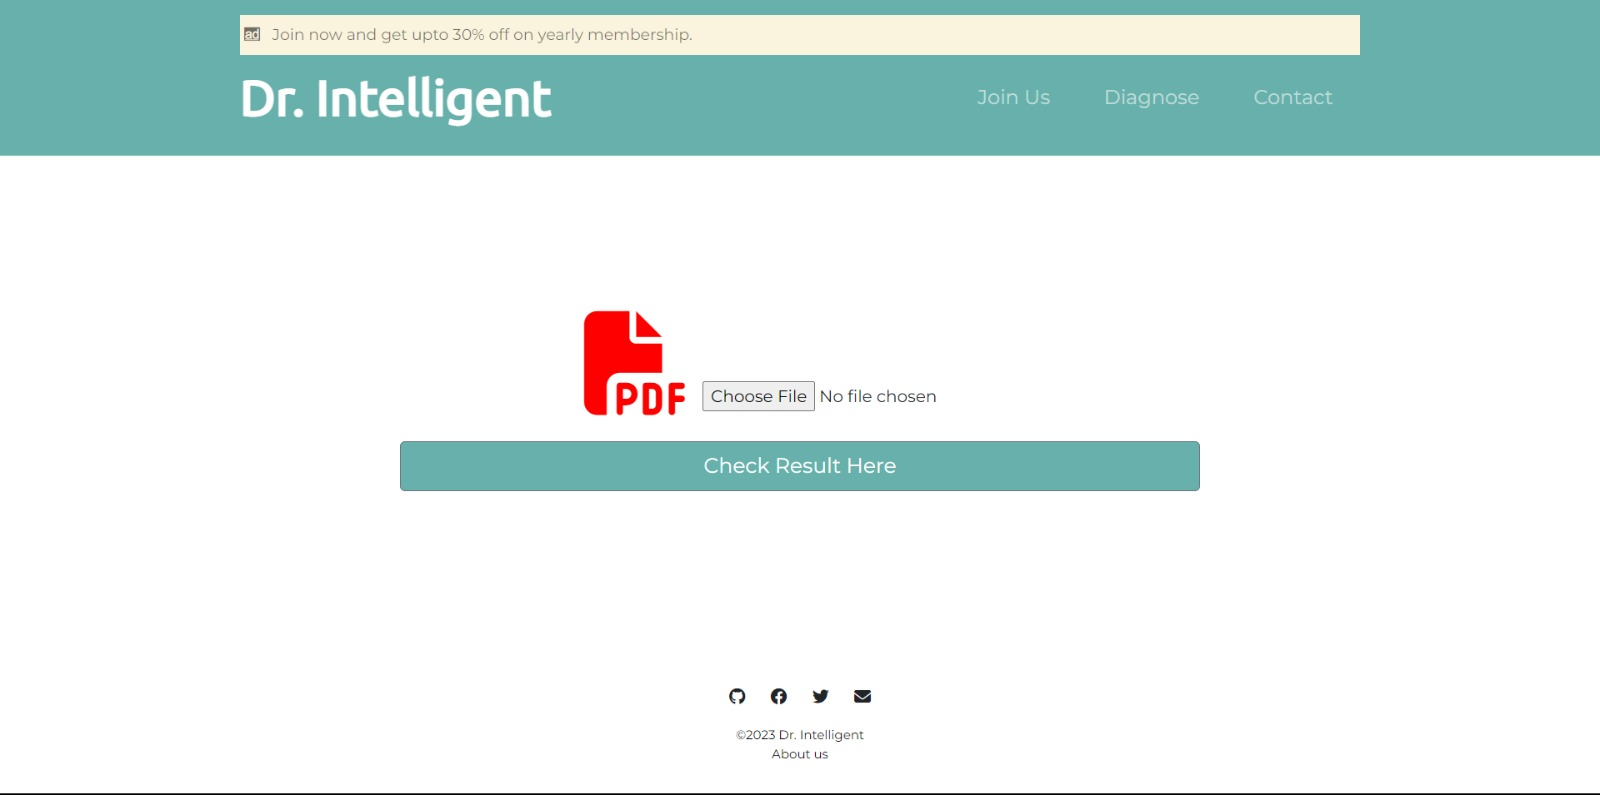 ad Join now and get upto 30% off on yearly membership.
Dr. Intelligent
Join Us Diagnose Contact
PDF
Choose File No file chosen
Check Result Here
©2023 Dr. Intelligent
About us